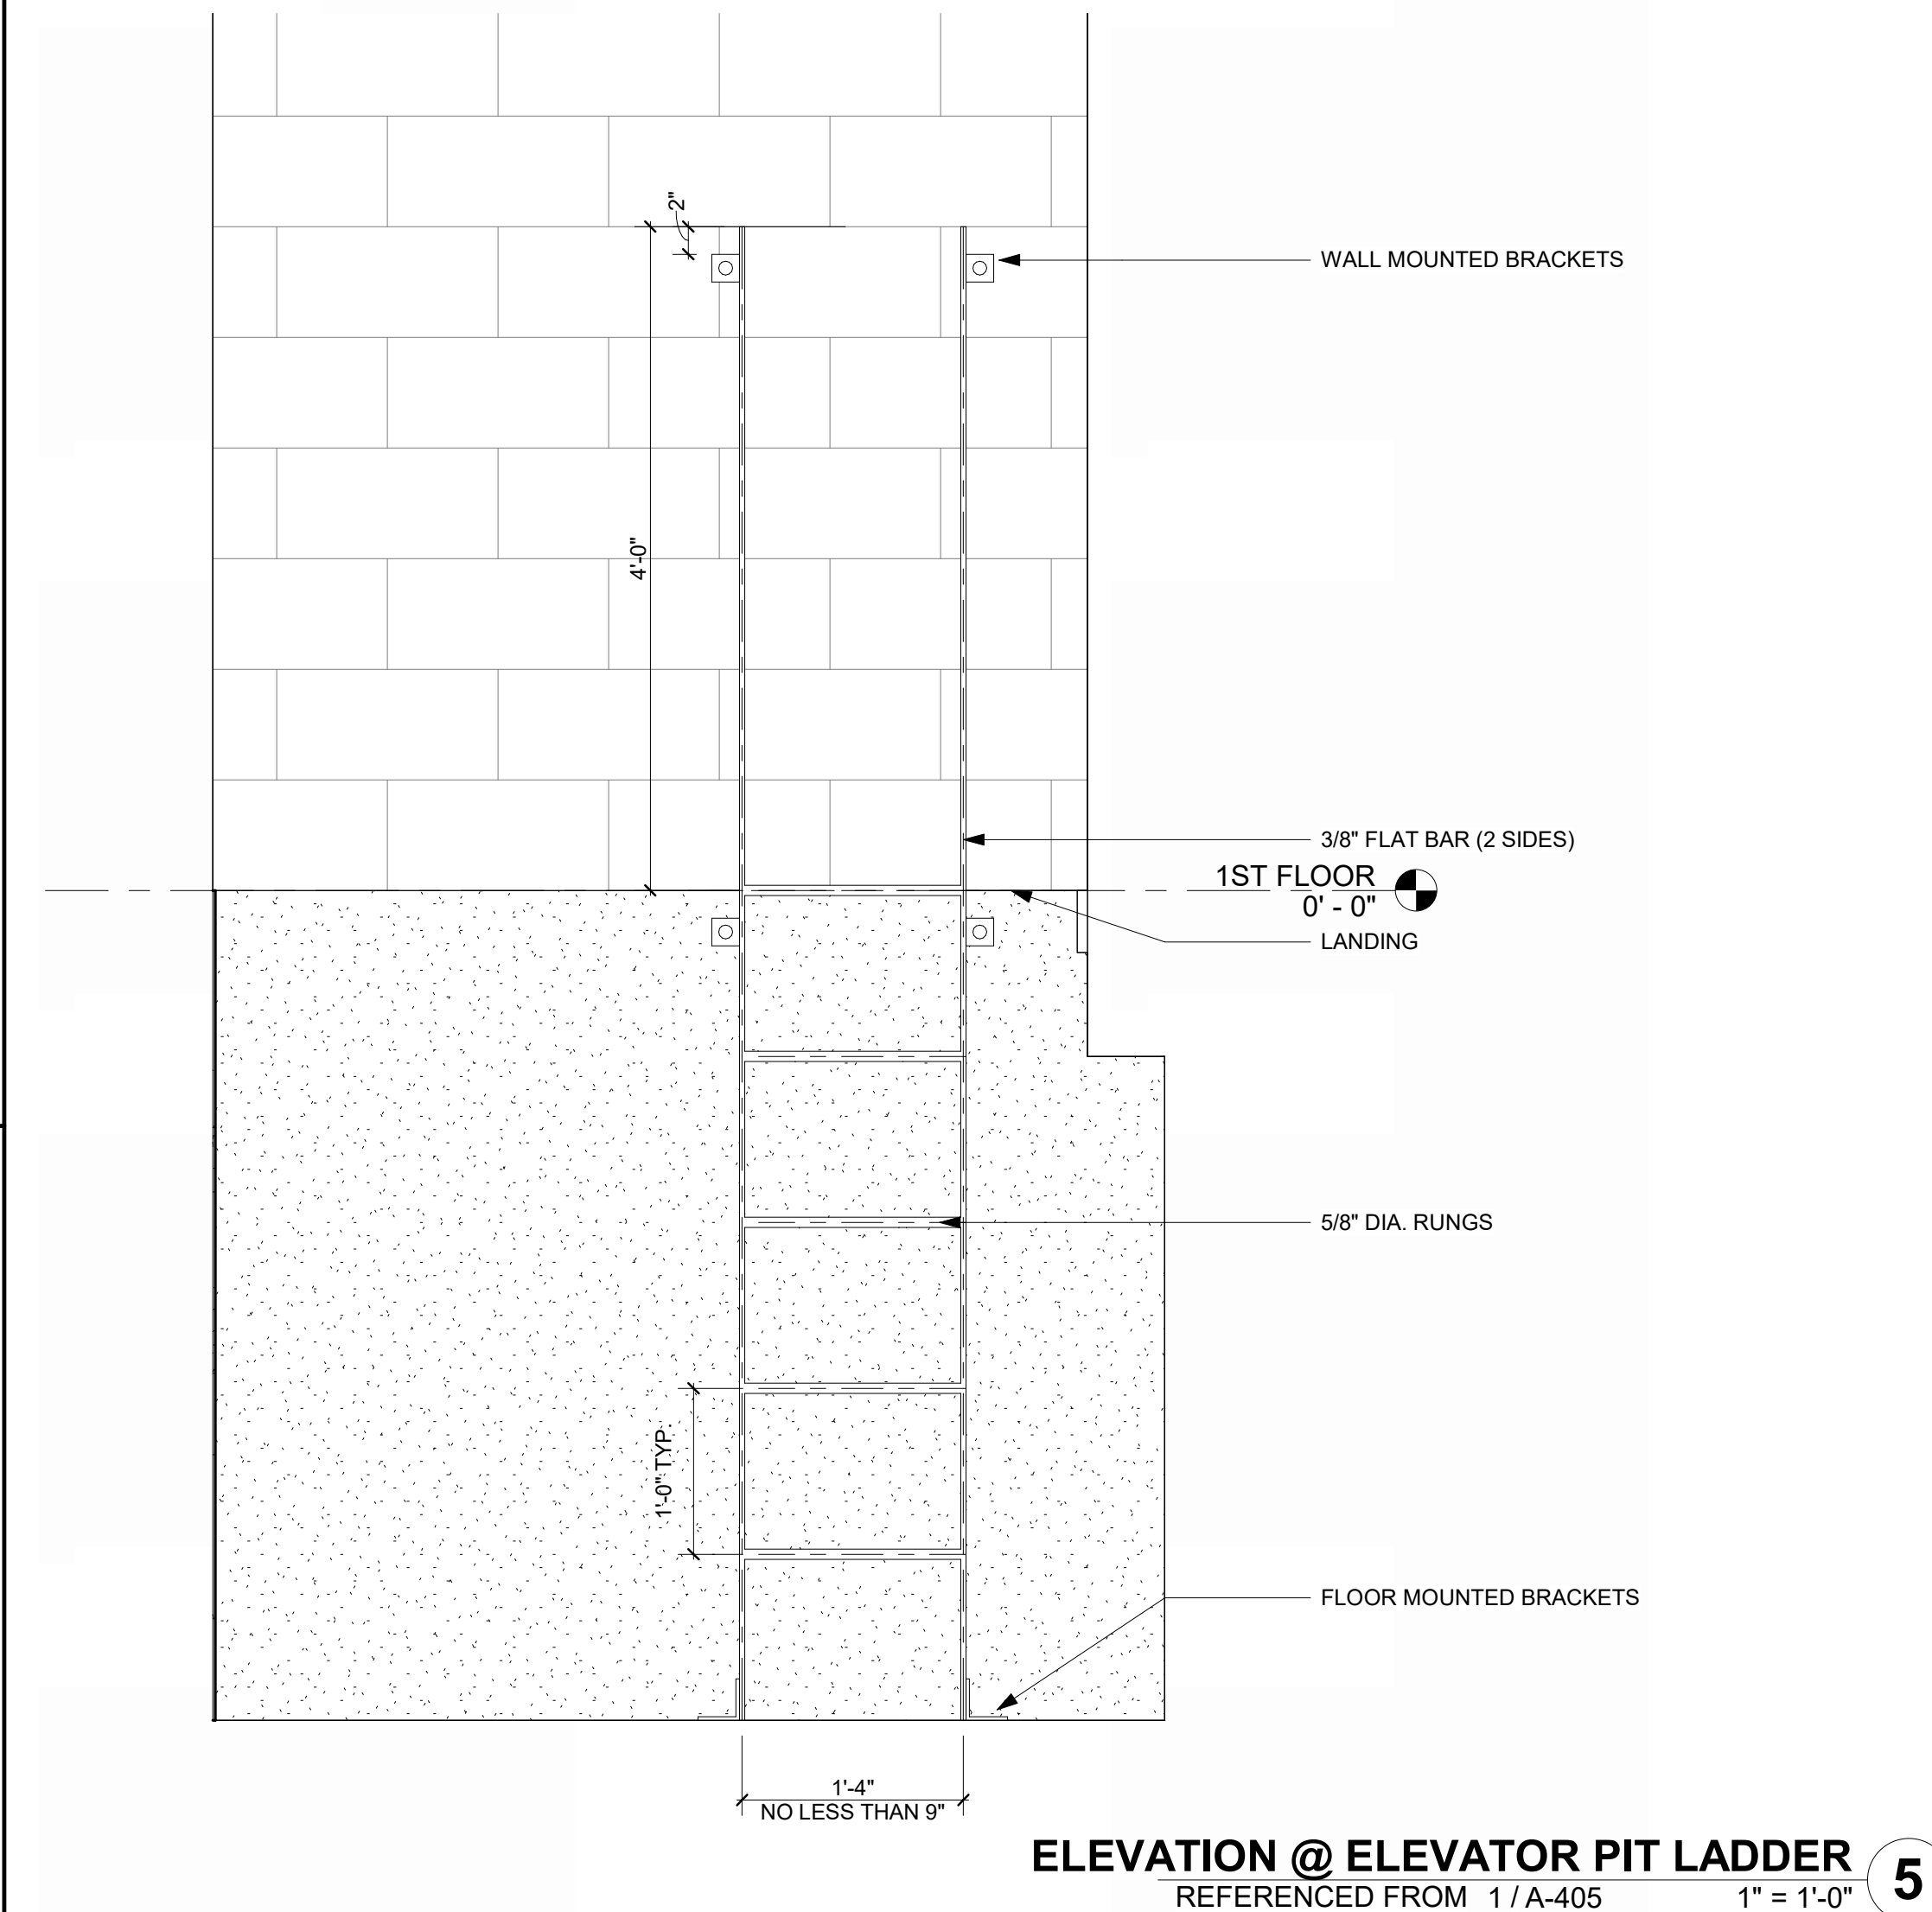 2"
WALL MOUNTED BRACKETS
4'-0"
3/8" FLAT BAR (2 SIDES)
1ST FLOOR
0' - 0"
LANDING
5/8" DIA. RUNGS
1'-0" TYP.
FLOOR MOUNTED BRACKETS
1'-4"
NO LESS THAN 9"
ELEVATION @ ELEVATOR PIT LADDER
5
REFERENCED FROM 1 / A-405 1" = 1'-0"